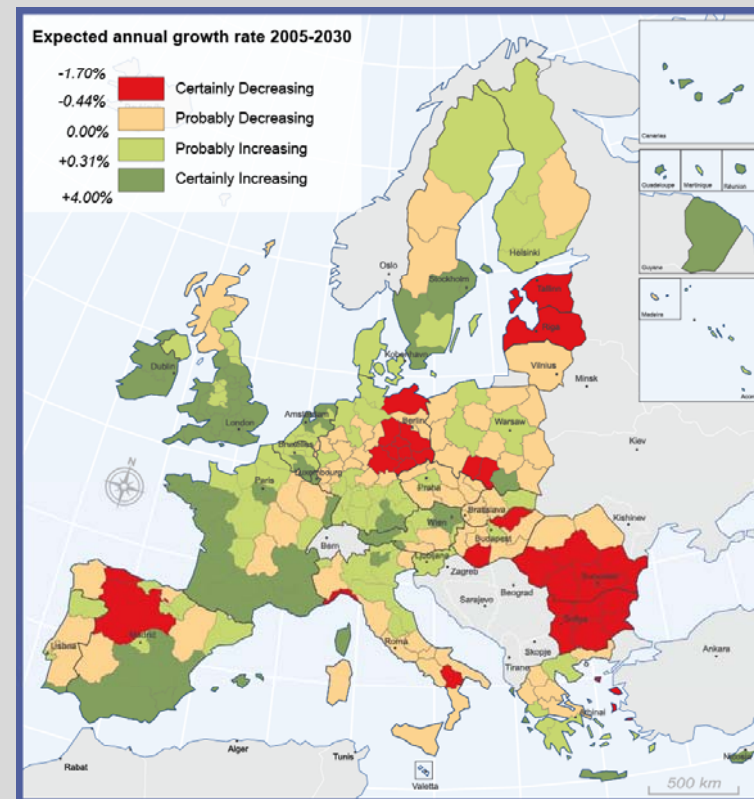 Expected annual growth rate 2005-2030
-1.70%
Certainly Decreasing
-0.44%
Probably Decreasing
0.00%
Probably Increasing
+0.31%
Certainly Increasing
+4.00%
Canarias
Guadeloupe
Martinique
Réunion
Guyane
Madeira
N
Helsinki
Oslo
Stockholm
Tallinn
Riga
Kobenhavn
Vilnius
Minsk
Dublin
London
Amsterdam
Berlin
Warsaw
Bruxelles
Kiev
Luxembourg
Paris
Praha
Wien
Bratislava
Kishinev
Bern
Budapest
Ljubljana
Zagreb
Beograd
Sarajevo
Sofiya
Madrid
Lisboa
Roma
Skopje
Tirane
Ankara
Athinai
Nicosia
Alger
Tunis
Rabat
Valetta
500 km